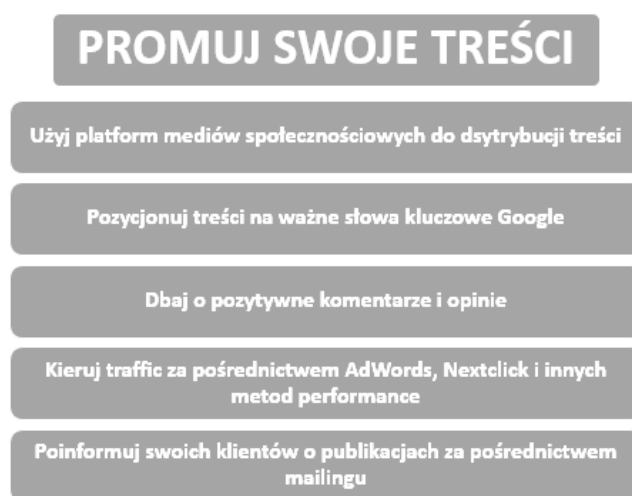 PROMUJ SWOJE TREŚCI
Użyj platform mediów społecznościowych do dsytrybucji treści
Pozycjonuj treści na ważne słowa kluczowe Google
Dbaj o pozytywne komentarze i opinie
Kieruj traffic za pośrednictwem AdWords, Nextclick i innych
metod performance
Poinformuj swoich klientów o publikacjach za pośrednictwem
mailingu